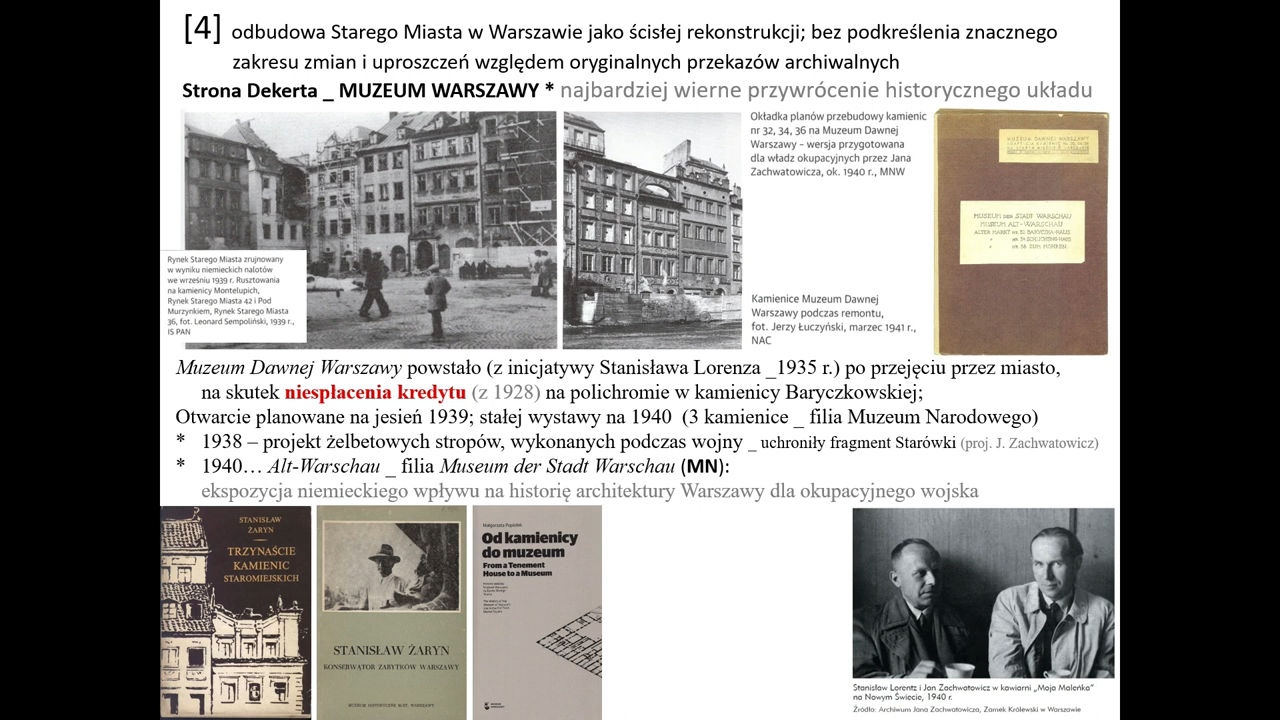 [4] odbudowa Starego Miasta w Warszawie jako ścisłej rekonstrukcji; bez podkreślenia znacznego
zakresu zmian i uproszczeń względem oryginalnych przekazów archiwalnych
Strona Dekerta _ MUZEUM WARSZAWY * najbardziej wierne przywrócenie historycznego układu
Okładka planów przebudowy kamienic
nr 32, 34, 36 na Muzeum Dawnej
Warszawy – wersja przygotowana
dla władz okupacyjnych przez Jana
Zachwatowicza, ok. 1940 r., MNW
MUZEUM DAWNEJ WARSZAWY
MUSEUM DER STADT WARSCHAU
MUSEUM ALT-WARSCHAU
Rynek Starego Miasta zrujnowany
w wyniku niemieckich nalotów
we wrześniu 1939 r. Rusztowania
na kamienicy Montelupich,
Rynek Starego Miasta 42 i Pod
Murzynkiem, Rynek Starego Miasta
36, fot. Leonard Sempoliński, 1939 r.,
IS PAN
Kamienice Muzeum Dawnej
Warszawy podczas remontu,
fot. Jerzy Łuczyński, marzec 1941 r.,
NAC
Muzeum Dawnej Warszawy powstało (z inicjatywy Stanisława Lorenza _1935 r.) po przejęciu przez miasto,
na skutek niespłacenia kredytu (z 1928) na polichromie w kamienicy Baryczkowskiej;
Otwarcie planowane na jesień 1939; stałej wystawy na 1940 (3 kamienice _ filia Muzeum Narodowego)
* 1938 – projekt żelbetowych stropów, wykonanych podczas wojny _ uchroniły fragment Starówki (proj. J. Zachwatowicz)
* 1940… Alt-Warschau _ filia Museum der Stadt Warschau (MN):
ekspozycja niemieckiego wpływu na historię architektury Warszawy dla okupacyjnego wojska
STANISŁAW
ŻARYN
TRZYNAŚCIE
KAMIENIC
STAROMIEJSKICH
STANISŁAW ŻARYN
KONSERWATOR ZABYTKÓW WARSZAWY
MUZEUM HISTORYCZNE M.ST. WARSZAWY
Małgorzata Popiołek
Od kamienicy
do muzeum
From a Tenement
House to a Museum
Stanisław Lorentz i Jan Zachwatowicz w kawiarni „Moja Maleńka”
na Nowym Świecie, 1940 r.
Źródło: Archiwum Jana Zachwatowicza, Zamek Królewski w Warszawie